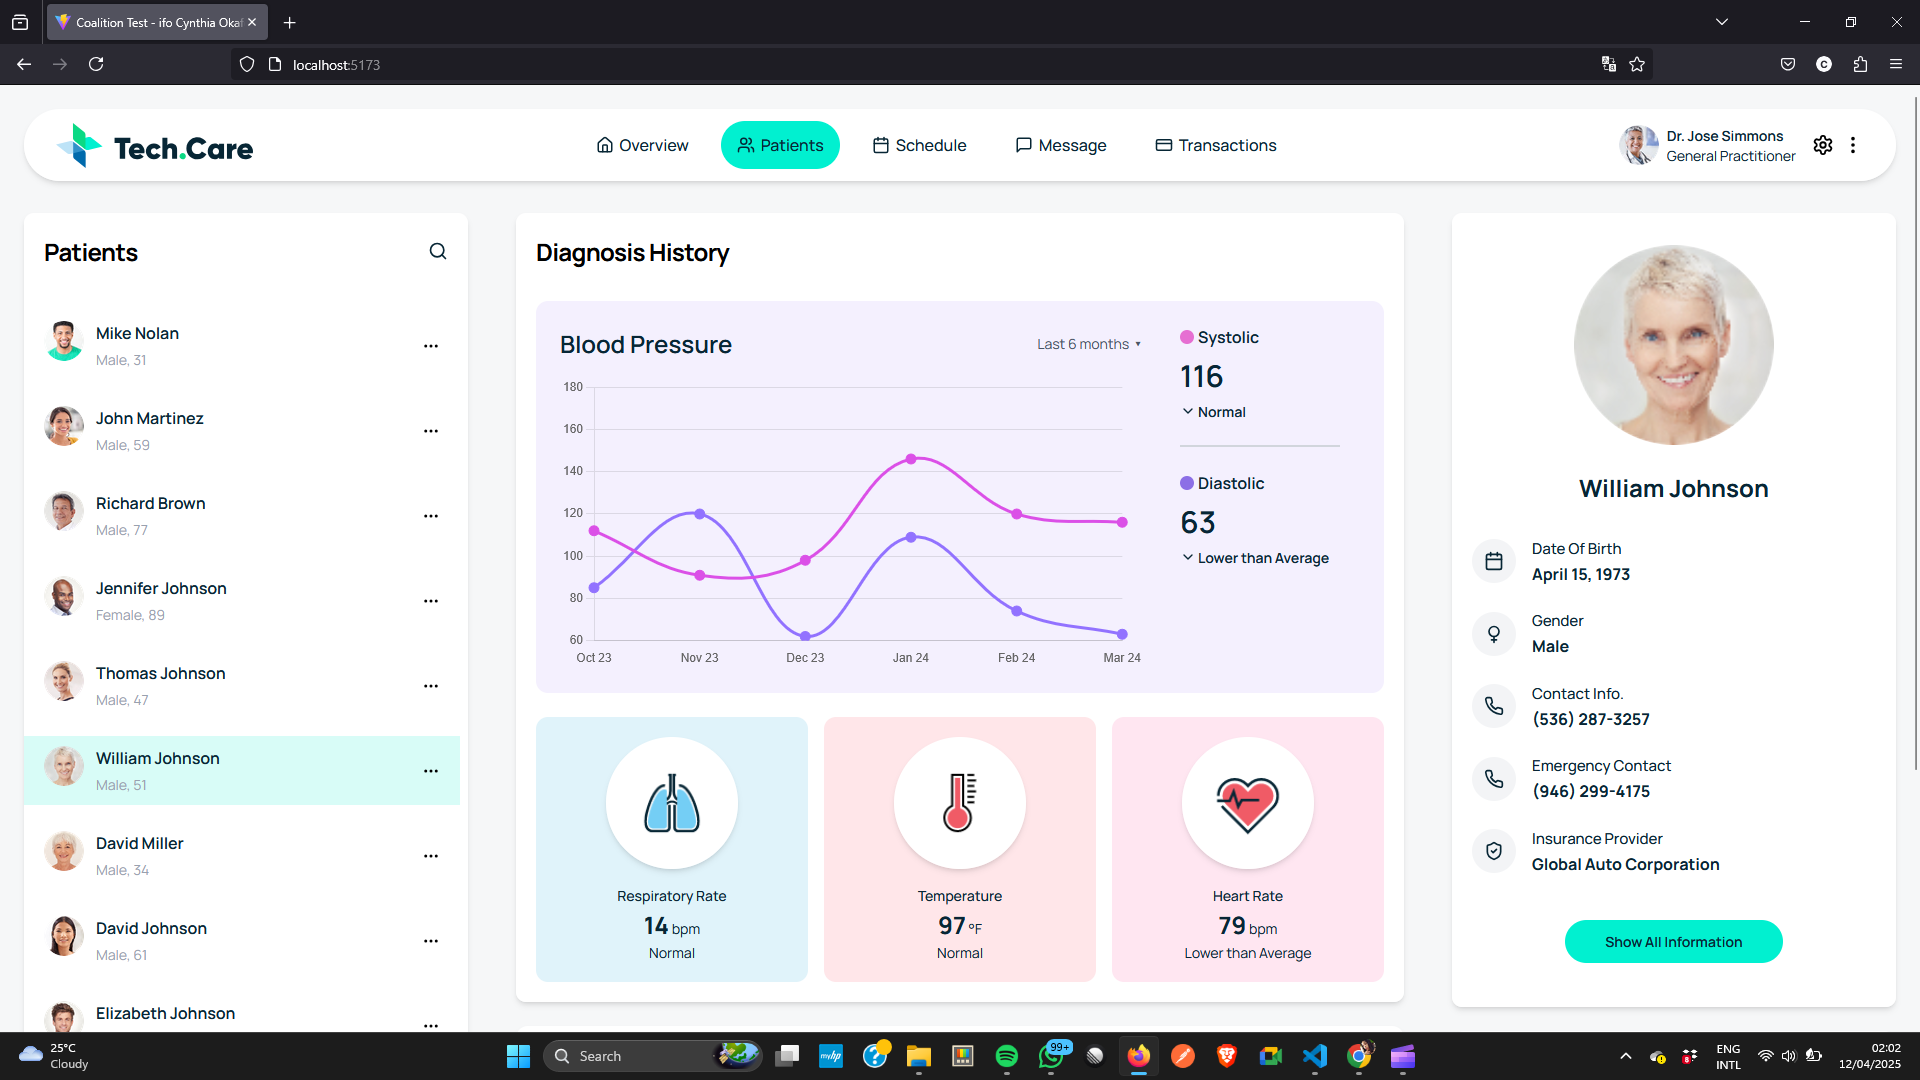 Coalition Test - ifo Cynthia Okaf
localhost:5173
Tech.Care
Overview
Patients
Schedule
Message
Transactions
Dr. Jose Simmons
General Practitioner
Patients
Mike Nolan
Male, 31
John Martinez
Male, 59
Richard Brown
Male, 77
Jennifer Johnson
Female, 89
Thomas Johnson
Male, 47
William Johnson
Male, 51
David Miller
Male, 34
David Johnson
Male, 61
Elizabeth Johnson
Diagnosis History
Blood Pressure
Last 6 months
180
160
140
120
100
80
60
Oct 23
Nov 23
Dec 23
Jan 24
Feb 24
Mar 24
Systolic
116
Normal
Diastolic
63
Lower than Average
Respiratory Rate
14 bpm
Normal
Temperature
97 °F
Normal
Heart Rate
79 bpm
Lower than Average
William Johnson
Date Of Birth
April 15, 1973
Gender
Male
Contact Info.
(536) 287-3257
Emergency Contact
(946) 299-4175
Insurance Provider
Global Auto Corporation
Show All Information
25°C
Cloudy
Search
myhp
99+
ENG
INTL
02:02
12/04/2025